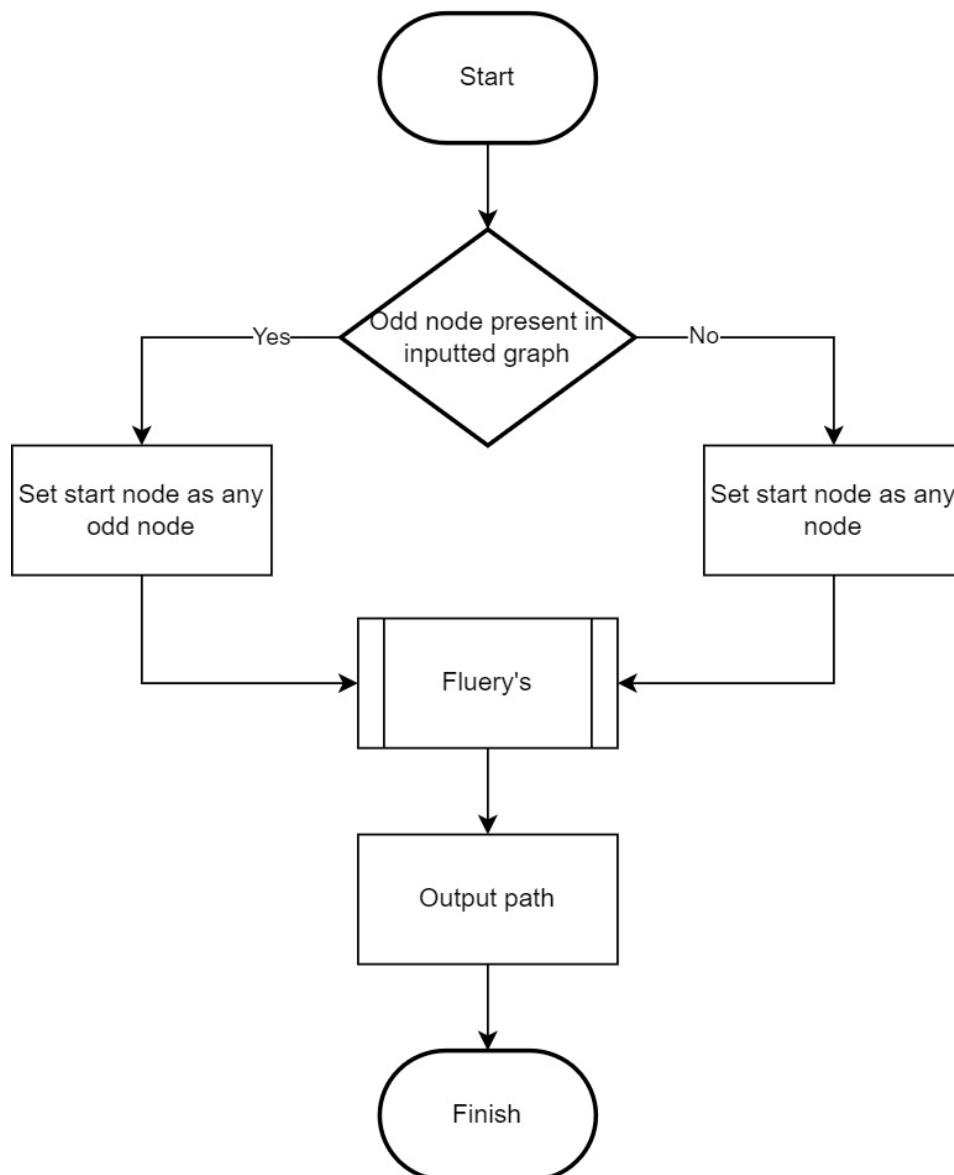 Start
Odd node present in
inputted graph
Yes
No
Set start node as any
odd node
Set start node as any
node
Fluery's
Output path
Finish